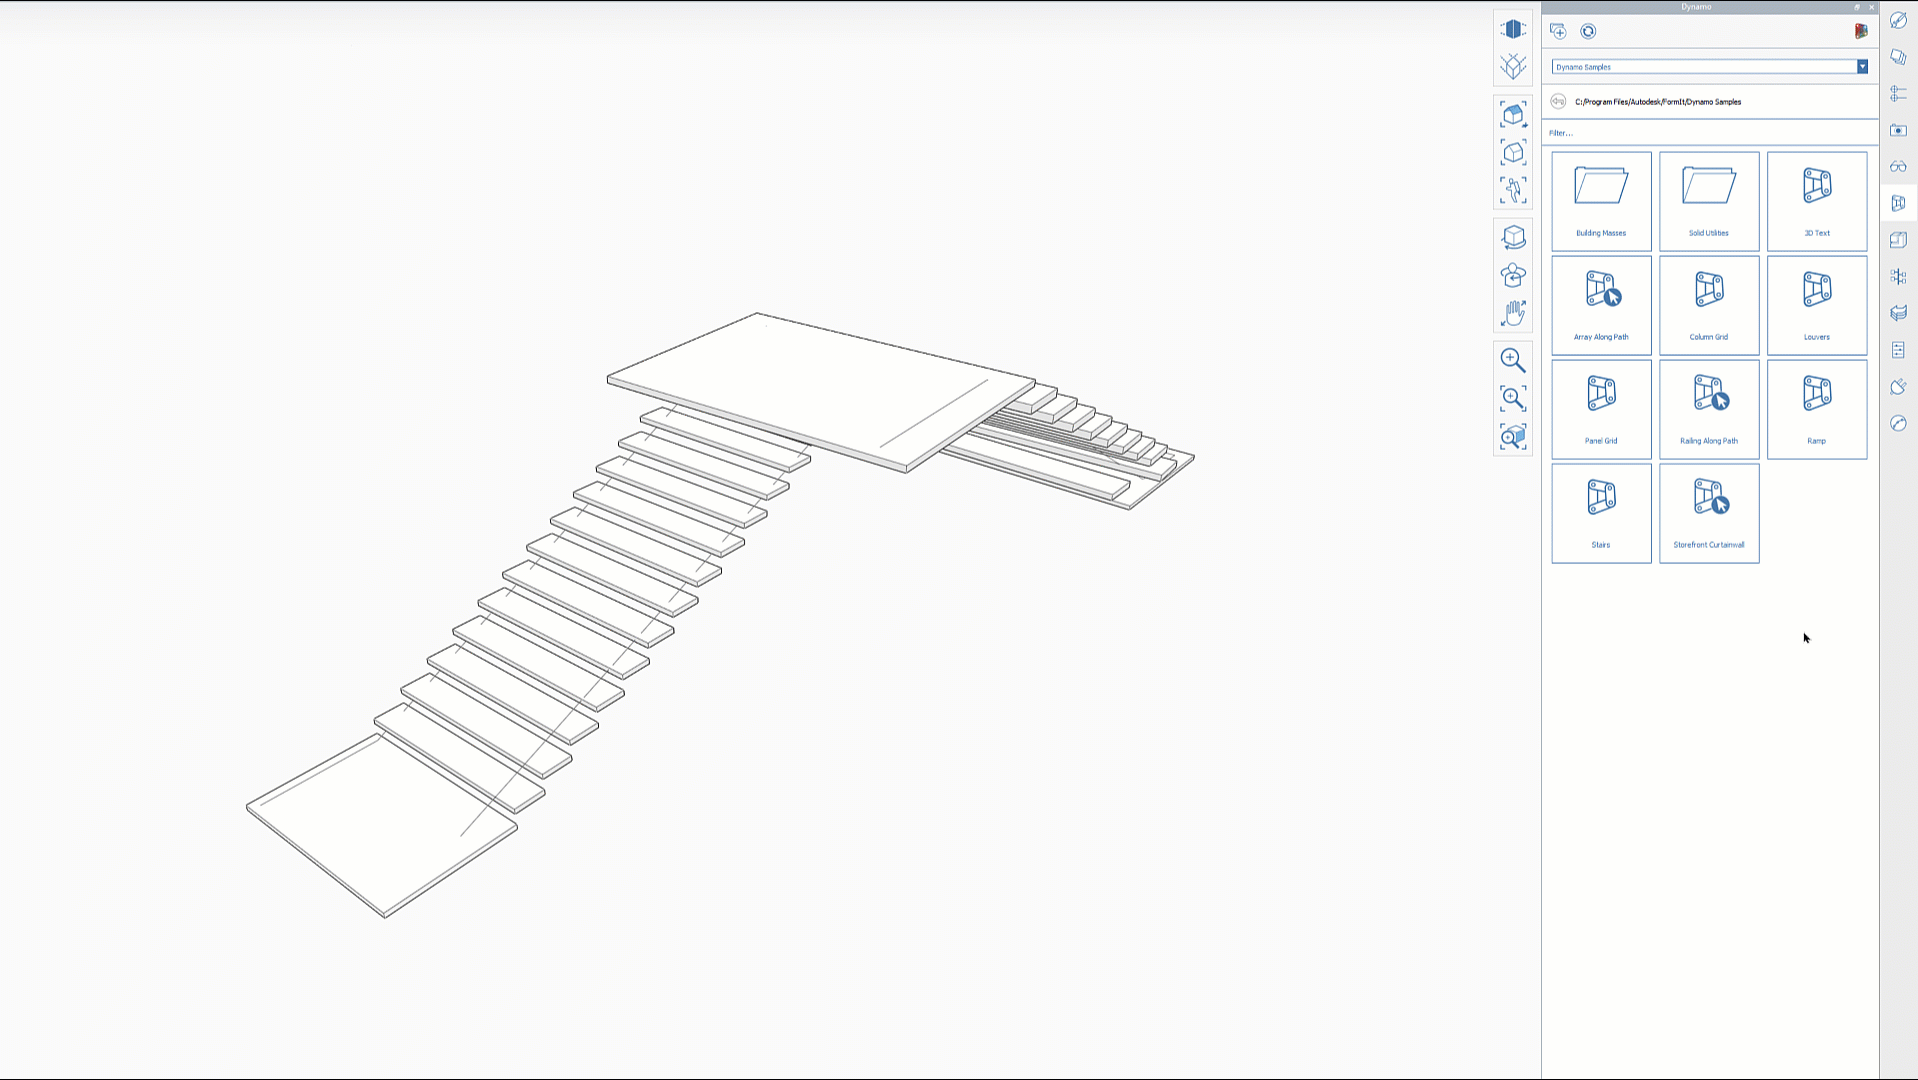 Dynamo
Dynamo Samples
C:/Program Files/Autodesk/FormIt/Dynamo Samples
Filter...
Building Masses
Solid Utilities
3D Text
Array Along Path
Column Grid
Louvers
Panel Grid
Railing Along Path
Ramp
Stairs
Storefront Curtainwall